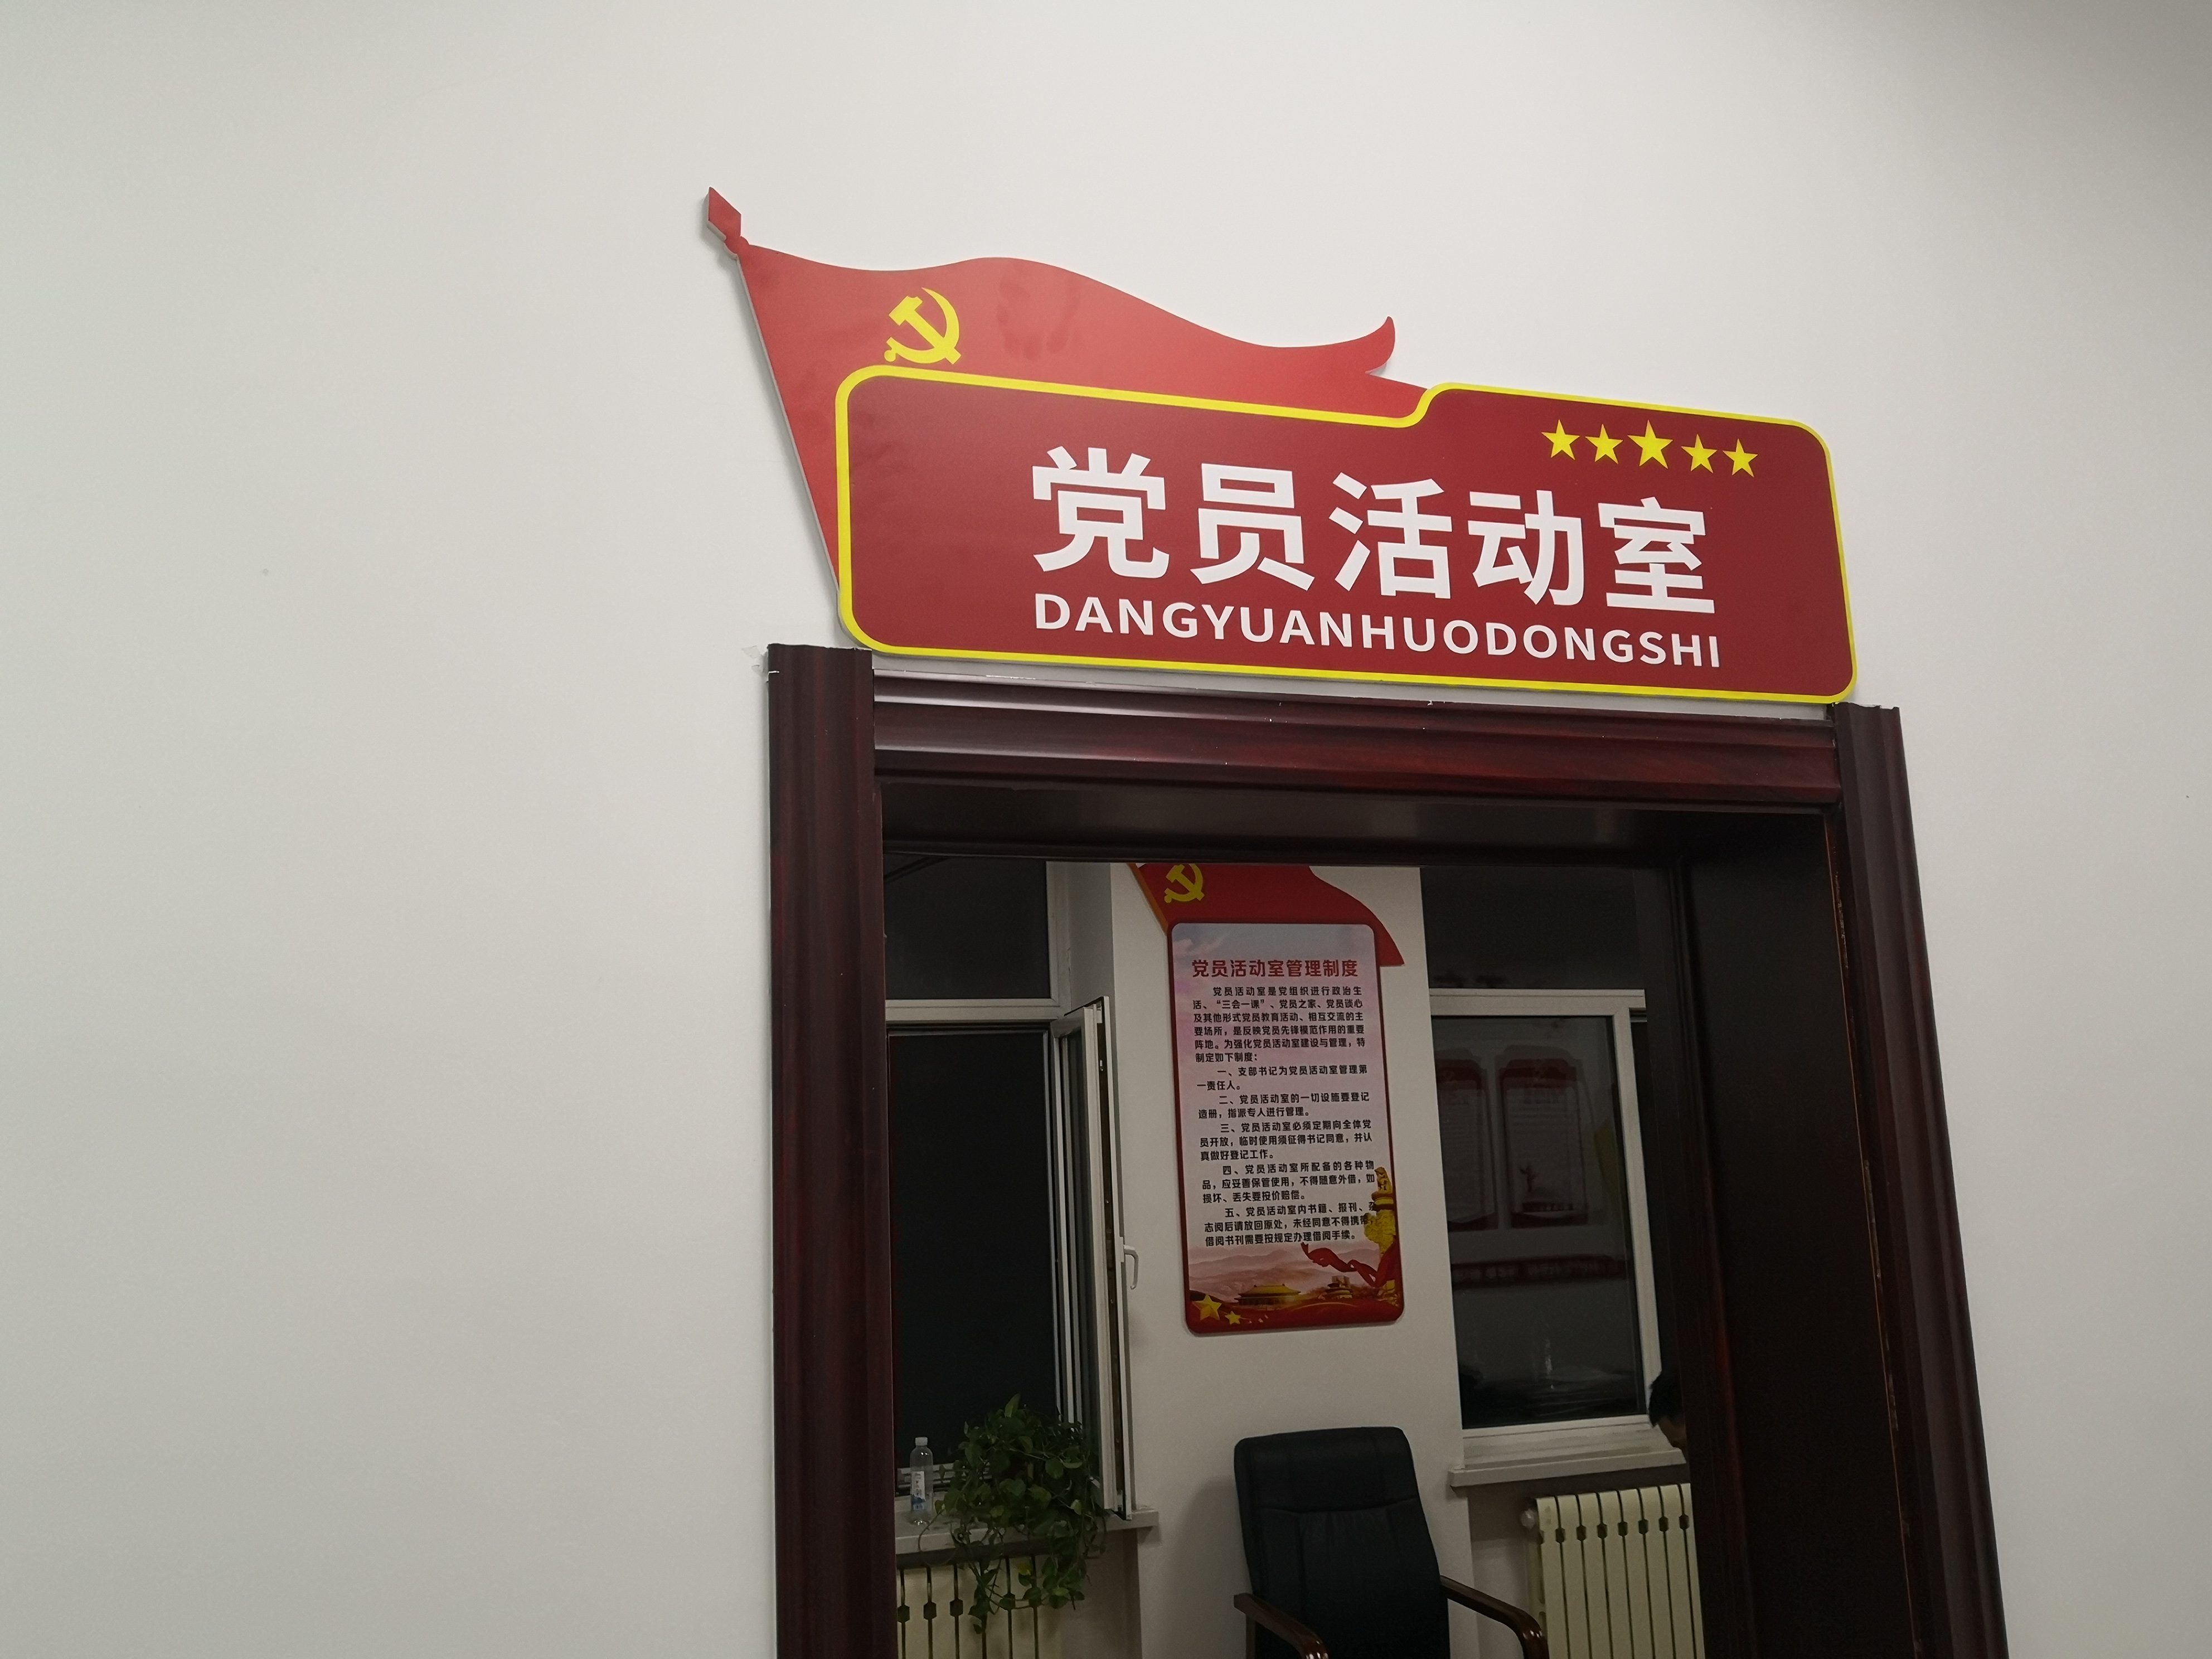 党员活动室
DANGYUANHUODONGSHI
党员活动室管理制度
党员活动室是党组织进行政治生
活、“三会一课”、党员之家、党员谈心
及其他形式党员教育活动、相互交流的主
要场所，是反映党员先锋模范作用的重要
阵地。为强化党员活动室建设与管理，特
制定如下制度：
一、支部书记为党员活动室管理第
一责任人。
二、党员活动室的一切设施要登记
造册，指派专人进行管理。
三、党员活动室必须定期向全体党
员开放，临时使用须征得书记同意，并认
真做好登记工作。
四、党员活动室所配备的各种物
品，应妥善保管使用，不得随意外借，如
损坏、丢失要按价赔偿。
五、党员活动室内书籍、报刊、杂
志阅后请放回原处，未经同意不得携带
借阅书刊需要按规定办理借阅手续。